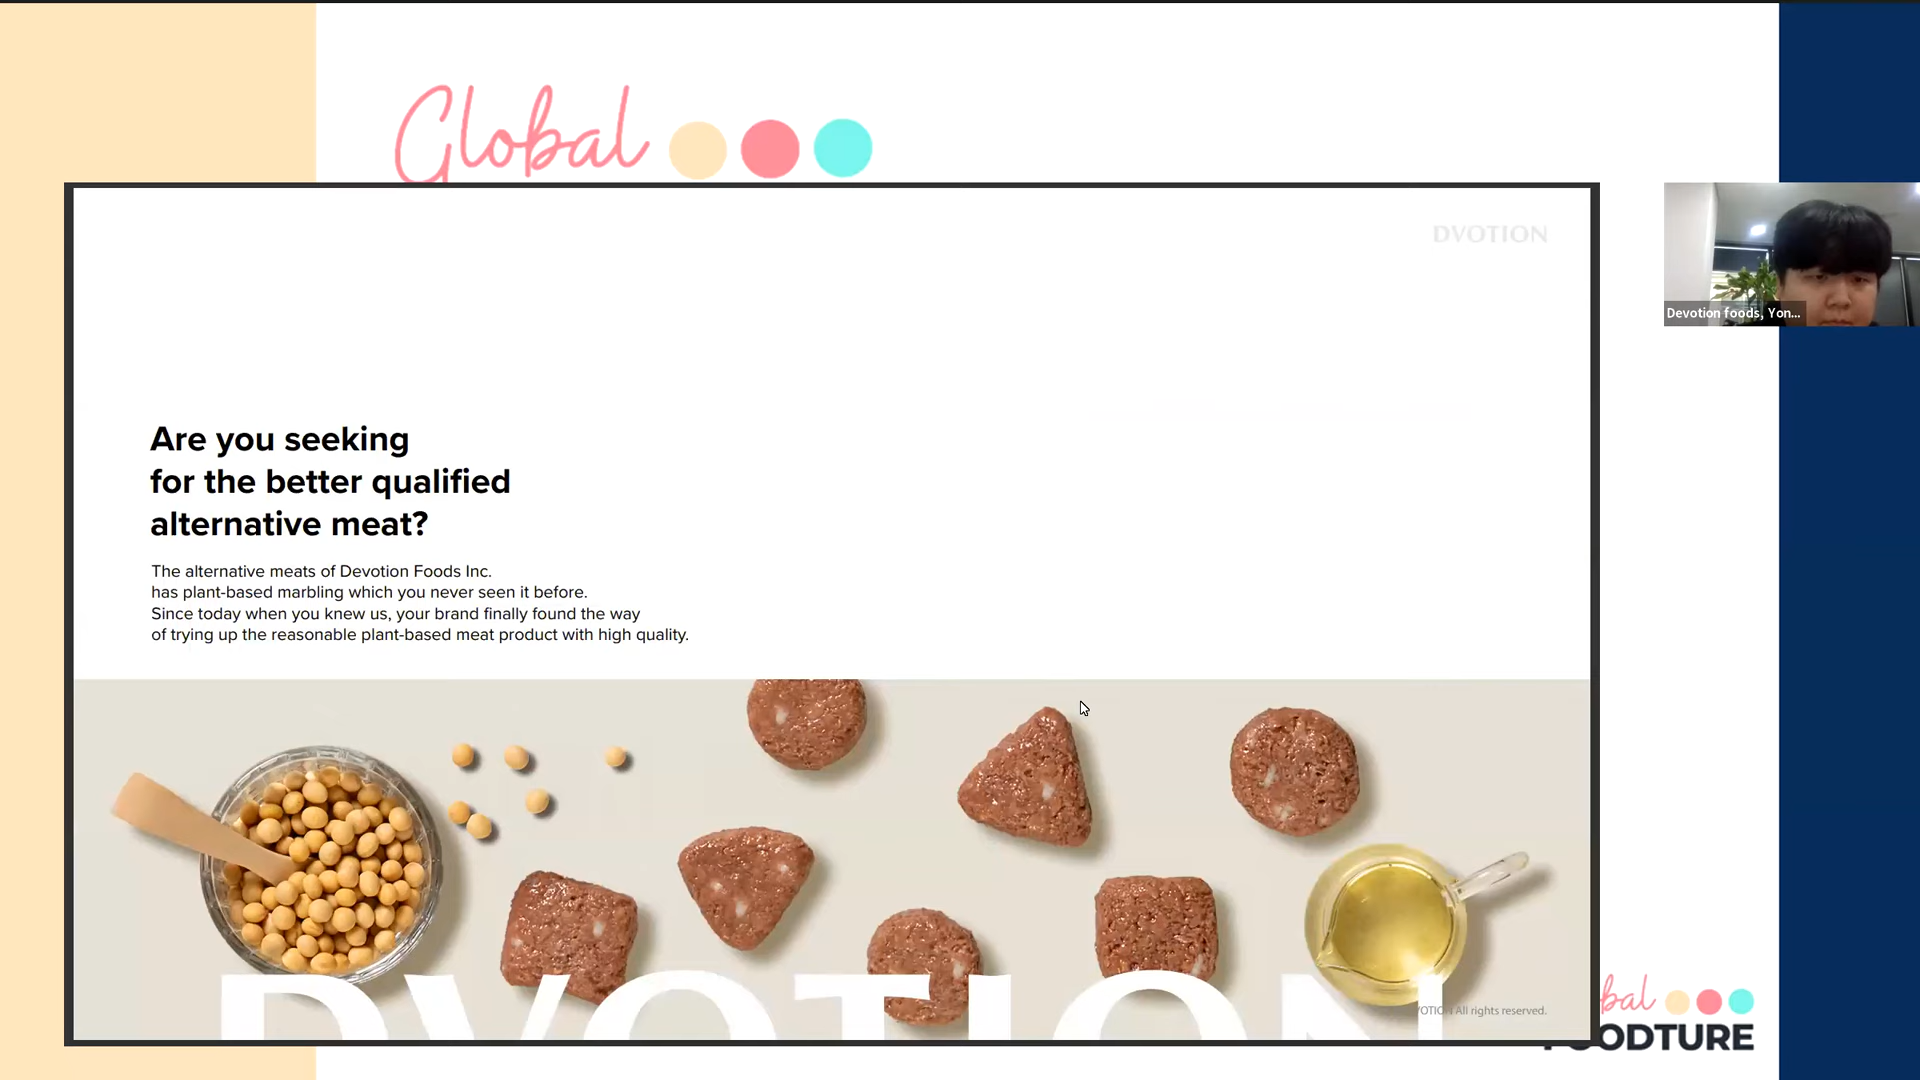 Global
DVOTION
Devotion foods, Yon...
Are you seeking
for the better qualified
alternative meat?
The alternative meats of Devotion Foods Inc.
has plant-based marbling which you never seen it before.
Since today when you knew us, your brand finally found the way
of trying up the reasonable plant-based meat product with high quality.
DVOTION
VOTION All rights reserved.
bal
FOODTURE